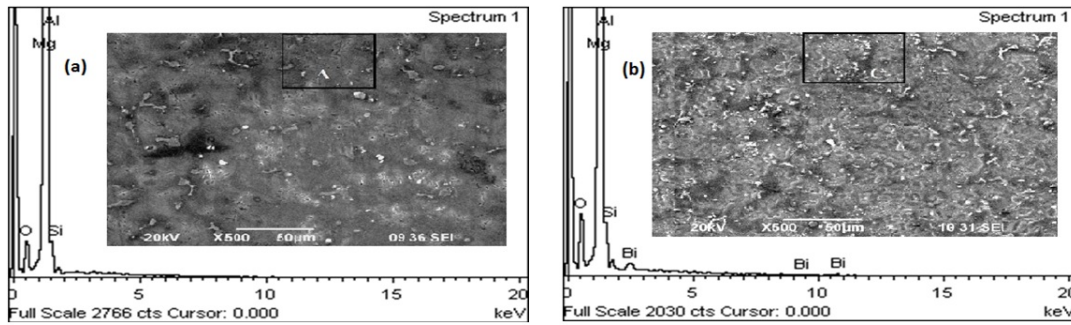 Spectrum 1
Al
Mg
(a)
A
O
Si
20kV X500 50µm 09 36 SEI
0 5 10 15 20
Full Scale 2766 cts Cursor: 0.000 keV
Spectrum 1
Al
Mg
(b)
C
O
Si
Bi Bi Bi
20kV X500 50µm 10 31 SEI
0 5 10 15 20
Full Scale 2030 cts Cursor: 0.000 keV